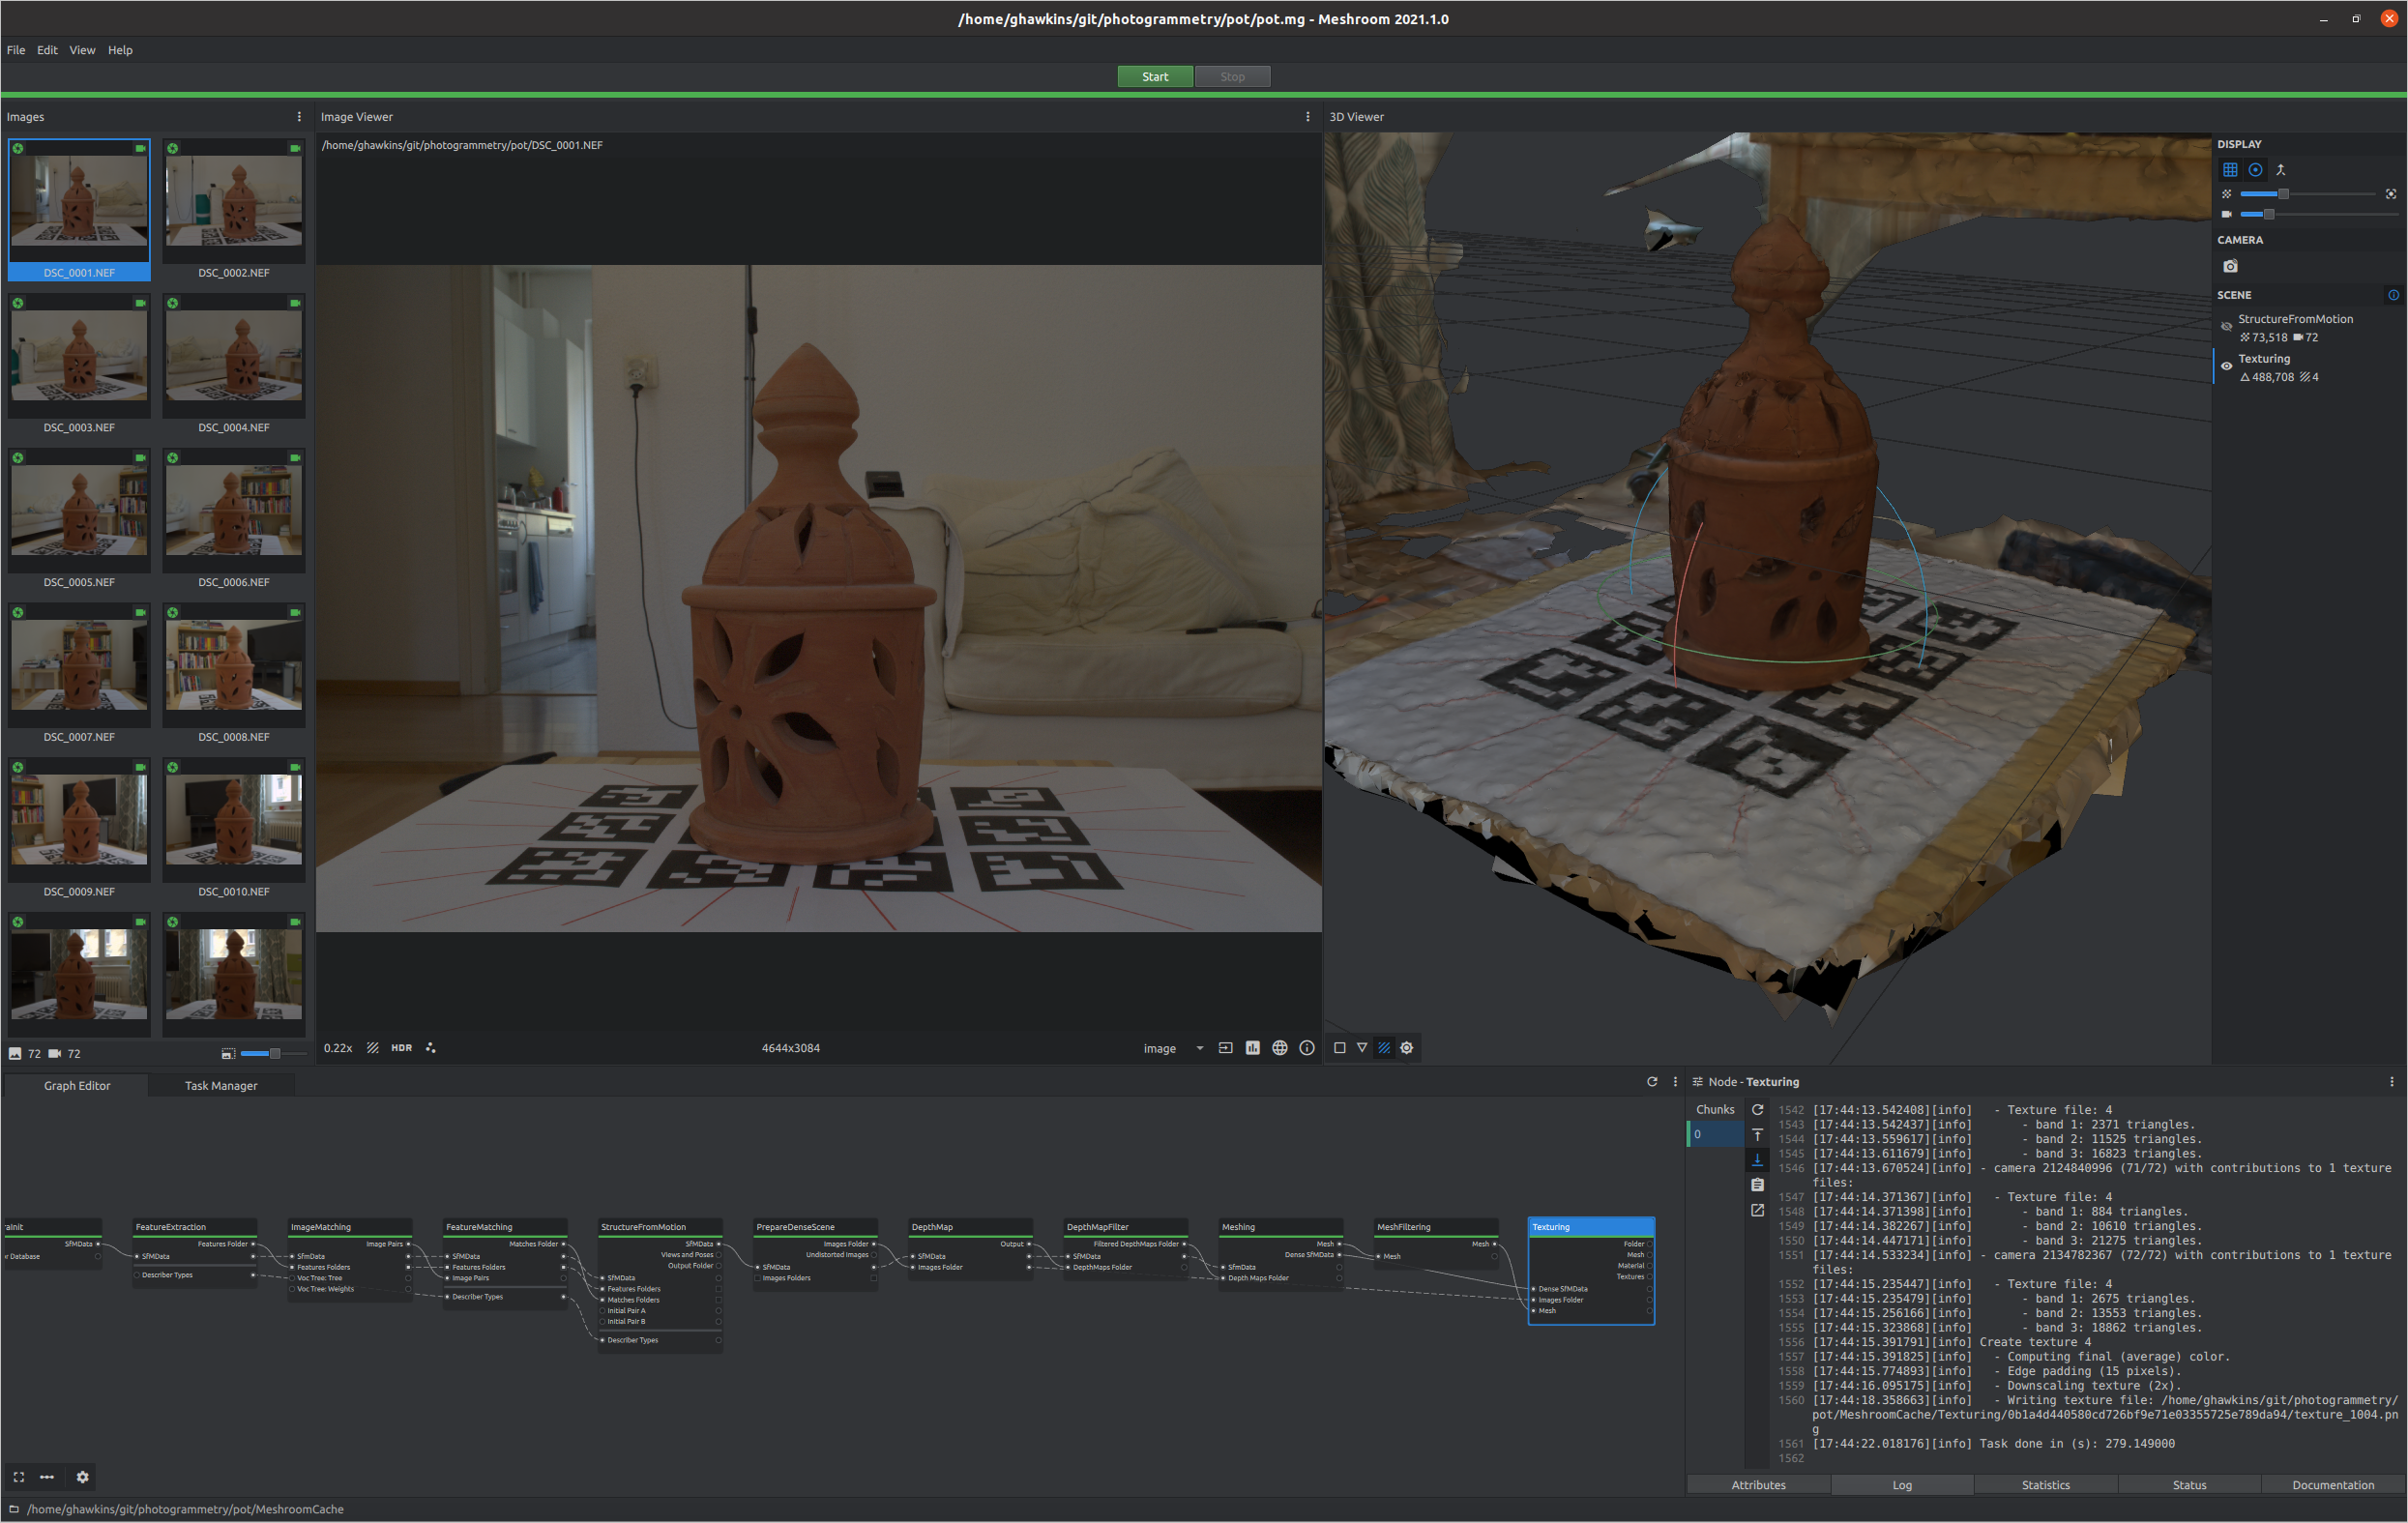 /home/ghawkins/git/photogrammetry/pot/pot.mg - Meshroom 2021.1.0
File Edit View Help
Start Stop
Images
DSC_0001.NEF DSC_0002.NEF
DSC_0003.NEF DSC_0004.NEF
DSC_0005.NEF DSC_0006.NEF
DSC_0007.NEF DSC_0008.NEF
DSC_0009.NEF DSC_0010.NEF
72 72
Image Viewer
/home/ghawkins/git/photogrammetry/pot/DSC_0001.NEF
0.22x HDR 4644x3084 image
3D Viewer
DISPLAY
CAMERA
SCENE
StructureFromMotion
73,518 72
Texturing
488,708 4
Graph Editor Task Manager
aInit
SfMData
r Database
FeatureExtraction
Features Folder
SfMData
Describer Types
ImageMatching
Image Pairs
SfmData
Features Folders
Voc Tree: Tree
Voc Tree: Weights
FeatureMatching
Matches Folder
SfMData
Features Folders
Image Pairs
Describer Types
StructureFromMotion
SfMData
Views and Poses
Output Folder
SfMData
Features Folders
Matches Folders
Initial Pair A
Initial Pair B
Describer Types
PrepareDenseScene
Images Folder
Undistorted Images
SfMData
Images Folders
DepthMap
Output
SfMData
Images Folder
DepthMapFilter
Filtered DepthMaps Folder
SfMData
DepthMaps Folder
Meshing
Mesh
Dense SfMData
SfmData
Depth Maps Folder
MeshFiltering
Mesh
Mesh
Texturing
Folder
Mesh
Material
Textures
Dense SfMData
Images Folder
Mesh
Node - Texturing
Chunks
0
1542 [17:44:13.542408][info] - Texture file: 4
1543 [17:44:13.542437][info] - band 1: 2371 triangles.
1544 [17:44:13.559617][info] - band 2: 11525 triangles.
1545 [17:44:13.611679][info] - band 3: 16823 triangles.
1546 [17:44:13.670524][info] - camera 2124840996 (71/72) with contributions to 1 texture
files:
1547 [17:44:14.371367][info] - Texture file: 4
1548 [17:44:14.371398][info] - band 1: 884 triangles.
1549 [17:44:14.382267][info] - band 2: 10610 triangles.
1550 [17:44:14.447171][info] - band 3: 21275 triangles.
1551 [17:44:14.533234][info] - camera 2134782367 (72/72) with contributions to 1 texture
files:
1552 [17:44:15.235447][info] - Texture file: 4
1553 [17:44:15.235479][info] - band 1: 2675 triangles.
1554 [17:44:15.256166][info] - band 2: 13553 triangles.
1555 [17:44:15.323868][info] - band 3: 18862 triangles.
1556 [17:44:15.391791][info] Create texture 4
1557 [17:44:15.391825][info] - Computing final (average) color.
1558 [17:44:15.774893][info] - Edge padding (15 pixels).
1559 [17:44:16.095175][info] - Downscaling texture (2x).
1560 [17:44:18.358663][info] - Writing texture file: /home/ghawkins/git/photogrammetry/
pot/MeshroomCache/Texturing/0b1a4d440580cd726bf9e71e03355725e789da94/texture_1004.pn
g
1561 [17:44:22.018176][info] Task done in (s): 279.149000
1562
Attributes Log Statistics Status Documentation
/home/ghawkins/git/photogrammetry/pot/MeshroomCache